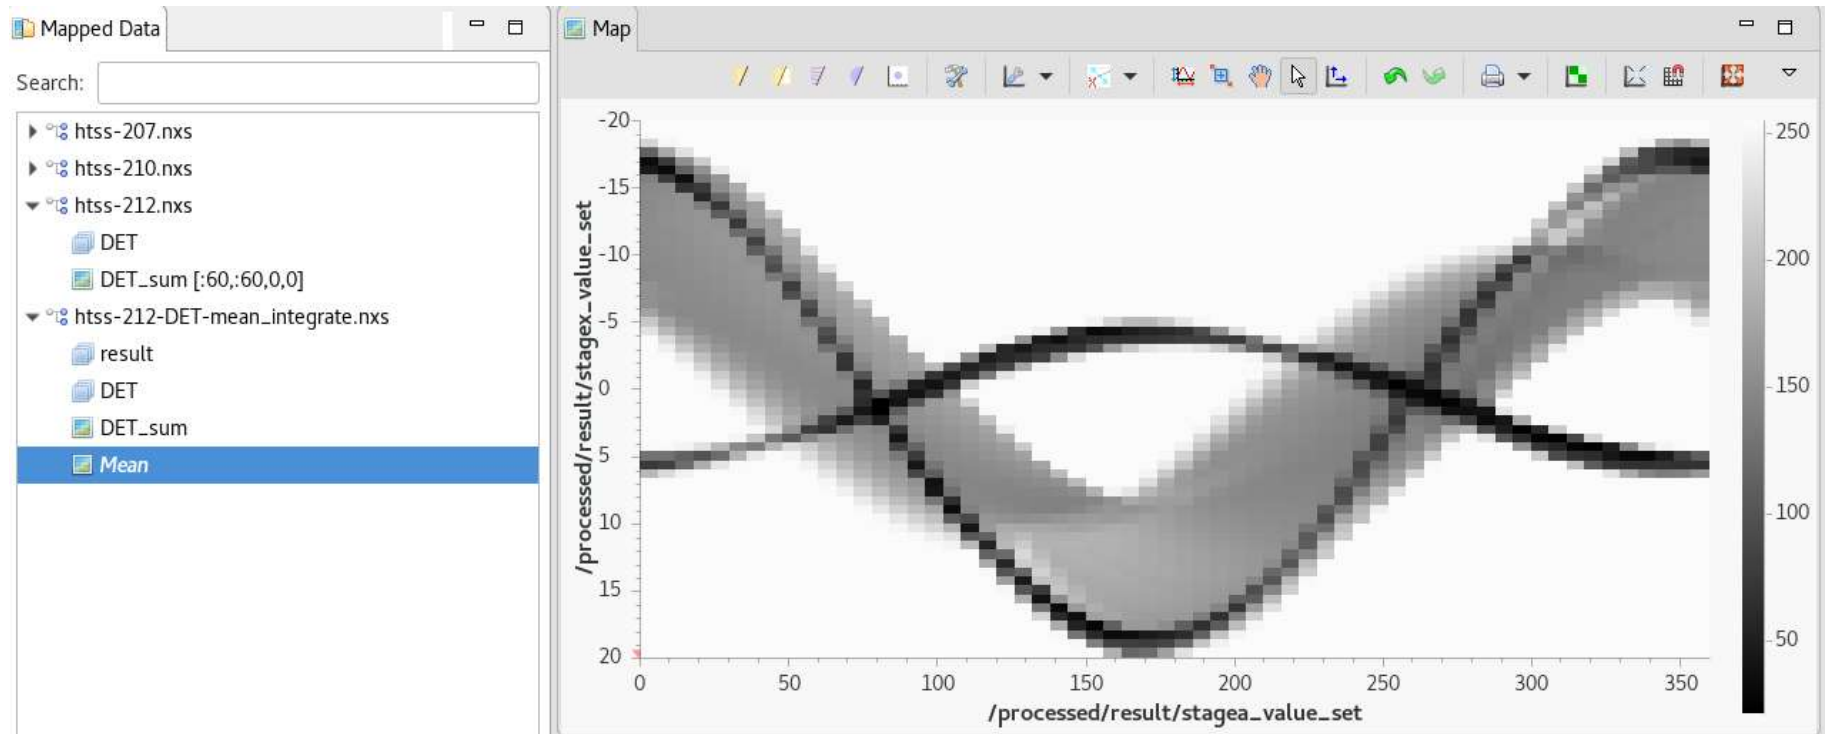 Mapped Data
Search:
htss-207.nxs
htss-210.nxs
htss-212.nxs
DET
DET_sum [:60,:60,0,0]
htss-212-DET-mean_integrate.nxs
result
DET
DET_sum
Mean
Map
/processed/result/stagex_value_set
-20
-15
-10
-5
0
5
10
15
20
0 50 100 150 200 250 300 350
/processed/result/stagea_value_set
250
200
150
100
50